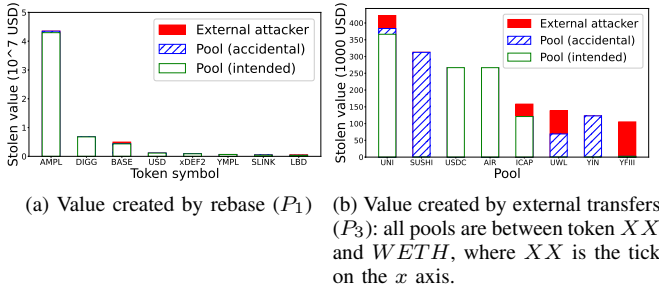 Stolen value (10^7 USD)
5
4
3
2
1
0
External attacker
Pool (accidental)
Pool (intended)
AMPL DIGG BASE USD xDEF2 YMPL SLINK LBD
Token symbol
(a) Value created by rebase (P1)
Stolen value (1000 USD)
400
350
300
250
200
150
100
50
0
External attacker
Pool (accidental)
Pool (intended)
UNI SUSHI USDC AIR ICAP UWL YIN YFIII
Pool
(b) Value created by external transfers
(P3): all pools are between token XX
and WETH, where XX is the tick
on the x axis.